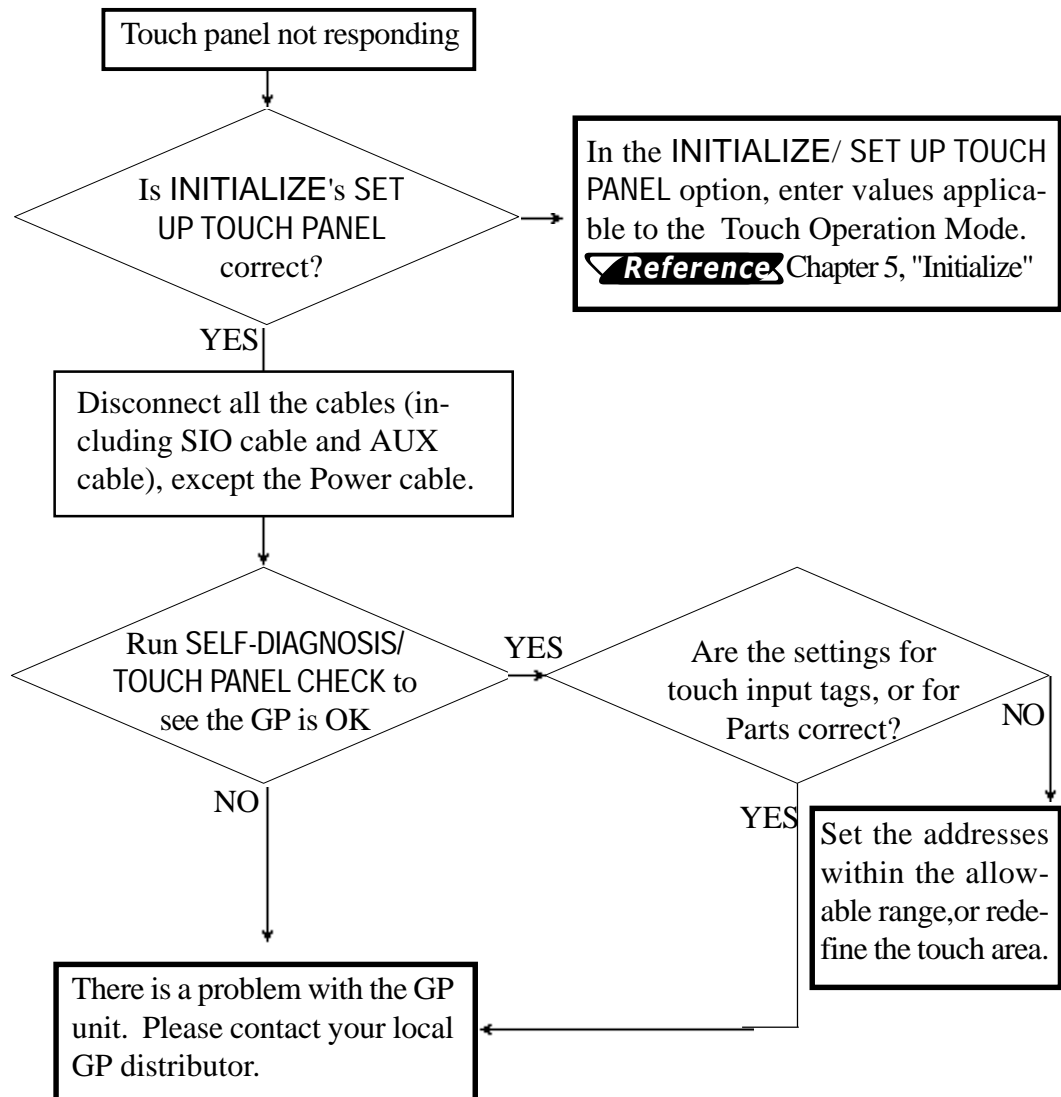 Touch panel not responding
Is INITIALIZE's SET
UP TOUCH PANEL
correct?
In the INITIALIZE/ SET UP TOUCH
PANEL option, enter values applica-
ble to the Touch Operation Mode.
Reference Chapter 5, "Initialize"
YES
Disconnect all the cables (in-
cluding SIO cable and AUX
cable), except the Power cable.
Run SELF-DIAGNOSIS/
TOUCH PANEL CHECK to
see the GP is OK
YES
Are the settings for
touch input tags, or for
Parts correct?
NO
NO
YES
Set the addresses
within the allow-
able range,or rede-
fine the touch area.
There is a problem with the GP
unit. Please contact your local
GP distributor.